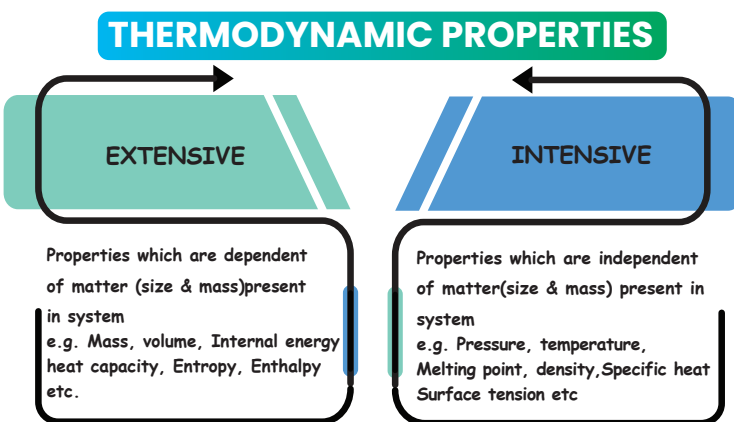 THERMODYNAMIC PROPERTIES
EXTENSIVE
Properties which are dependent
of matter (size & mass)present
in system
e.g. Mass, volume, Internal energy
heat capacity, Entropy, Enthalpy
etc.
INTENSIVE
Properties which are independent
of matter(size & mass) present in
system
e.g. Pressure, temperature,
Melting point, density,Specific heat
Surface tension etc